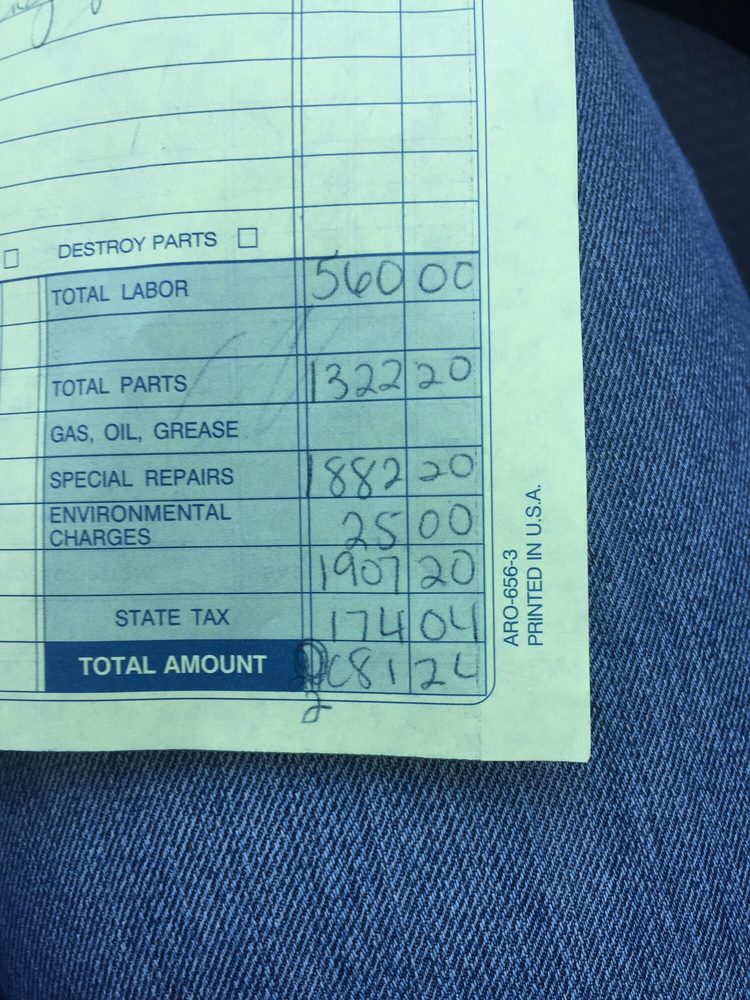 DESTROY PARTS
TOTAL LABOR 560 00
TOTAL PARTS 1322 20
GAS, OIL, GREASE
SPECIAL REPAIRS 1882 20
ENVIRONMENTAL
CHARGES 25 00
1907 20
STATE TAX 174 04
TOTAL AMOUNT 2081 24
ARO-656-3
PRINTED IN U.S.A.